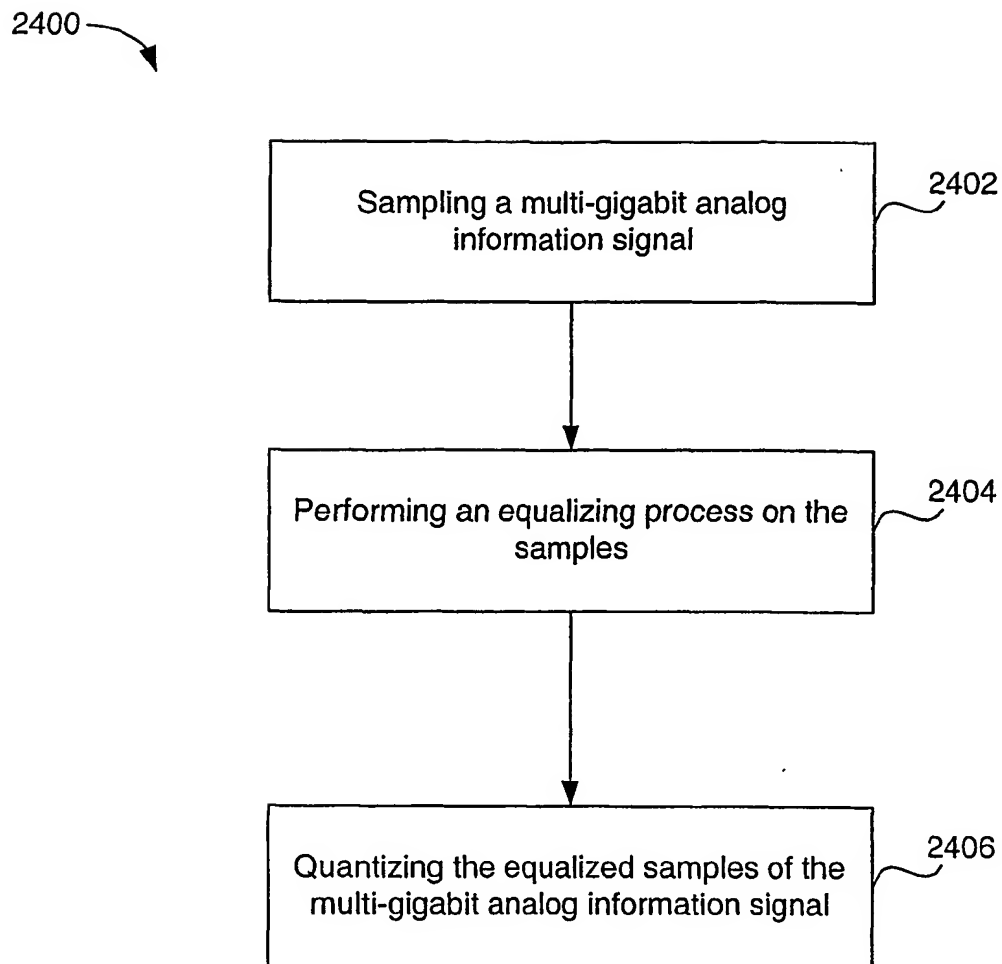 2400
Sampling a multi-gigabit analog
information signal
2402
Performing an equalizing process on the
samples
2404
Quantizing the equalized samples of the
multi-gigabit analog information signal
2406